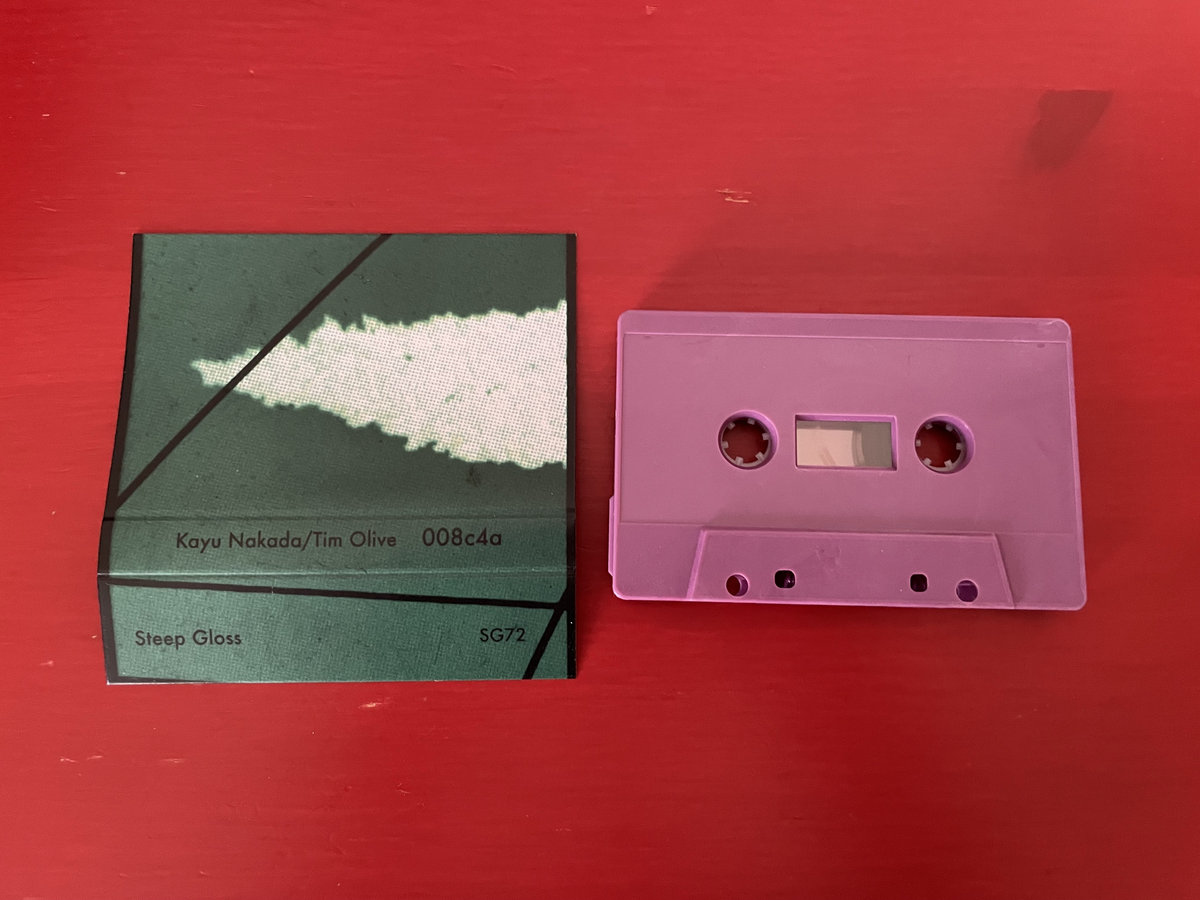 Kayu Nakada/Tim Olive 008c4a
Steep Gloss SG72